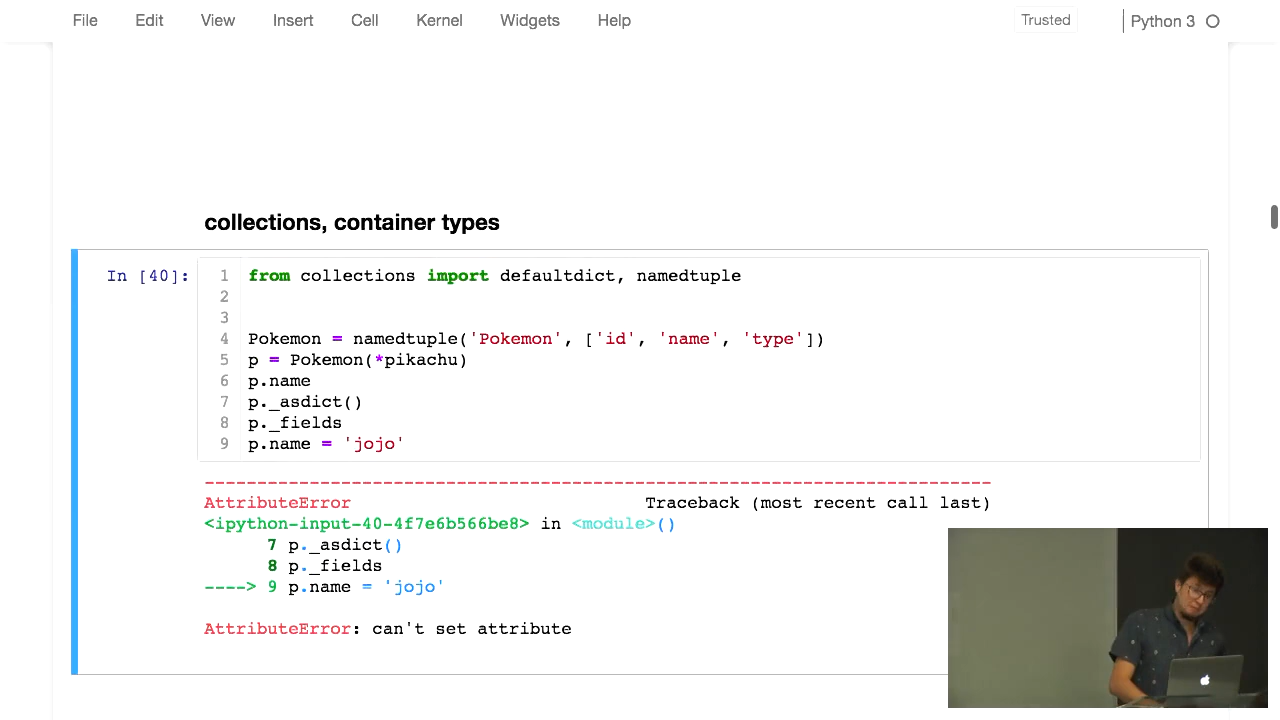 File Edit View Insert Cell Kernel Widgets Help Trusted Python 3
collections, container types
In [40]:
1 from collections import defaultdict, namedtuple
2
3
4 Pokemon = namedtuple('Pokemon', ['id', 'name', 'type'])
5 p = Pokemon(*pikachu)
6 p.name
7 p._asdict()
8 p._fields
9 p.name = 'jojo'
---------------------------------------------------------------------------
AttributeError Traceback (most recent call last)
<ipython-input-40-4f7e6b566be8> in <module>()
7 p._asdict()
8 p._fields
----> 9 p.name = 'jojo'
AttributeError: can't set attribute